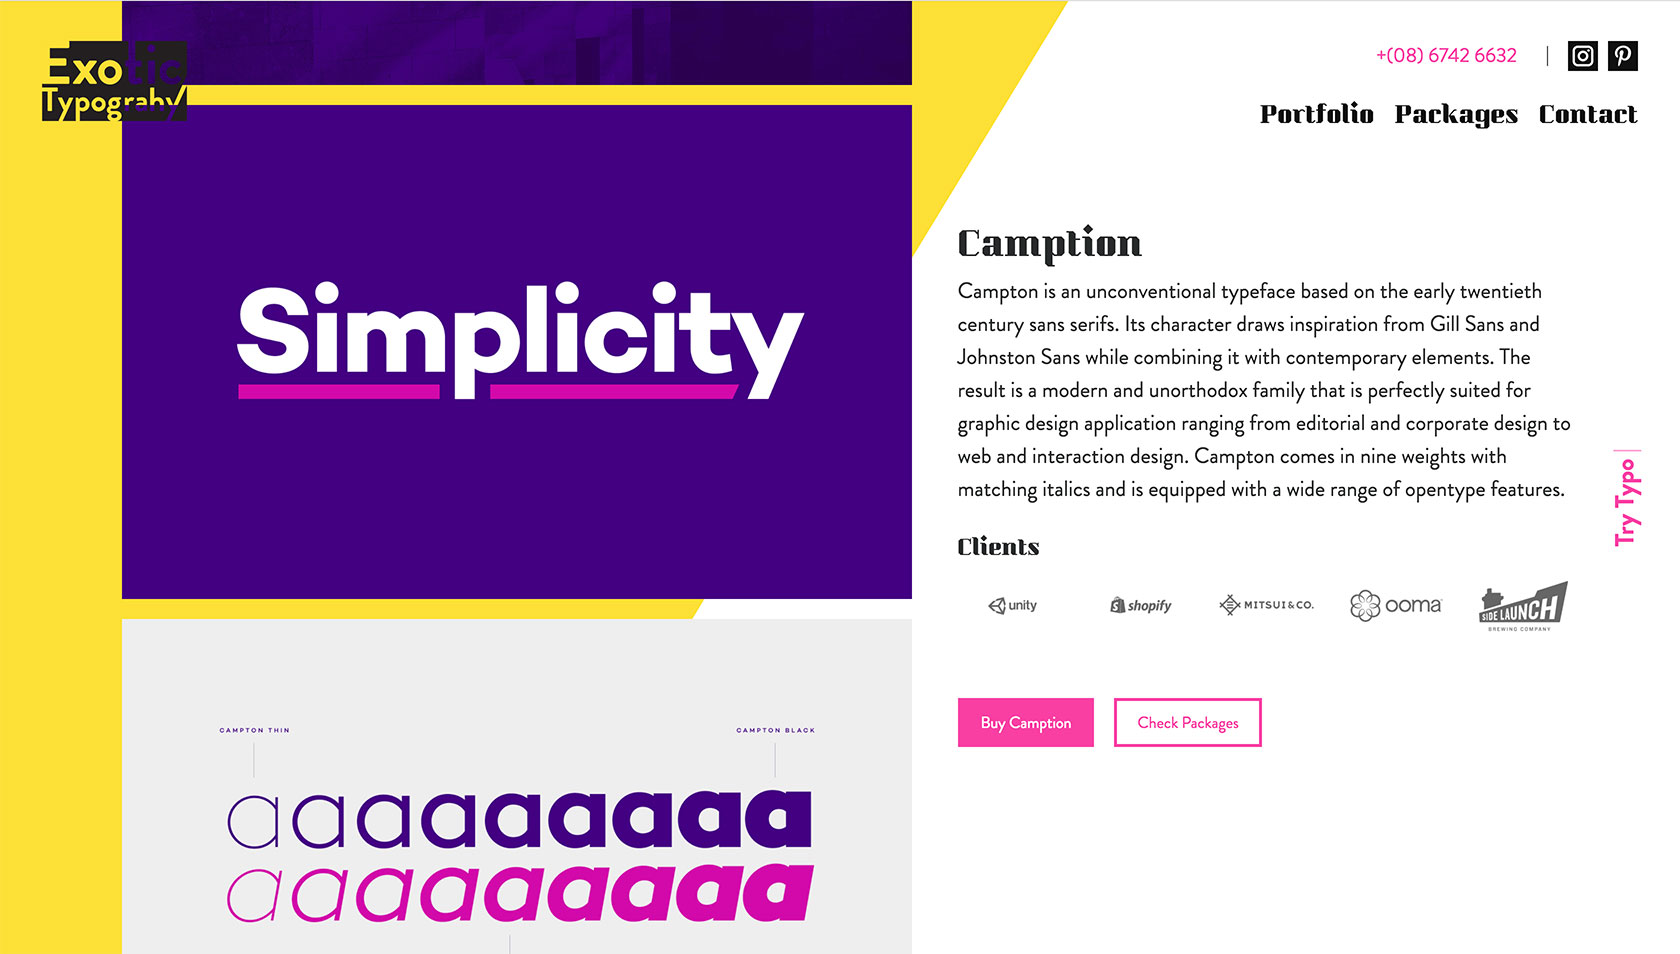 Exotic
Typograhy
+(08) 6742 6632 |
Portfolio Packages Contact
Simplicity
Camption
Campton is an unconventional typeface based on the early twentieth
century sans serifs. Its character draws inspiration from Gill Sans and
Johnston Sans while combining it with contemporary elements. The
result is a modern and unorthodox family that is perfectly suited for
graphic design application ranging from editorial and corporate design to
web and interaction design. Campton comes in nine weights with
matching italics and is equipped with a wide range of opentype features.
Try Typo |
Clients
unity shopify MITSUI & CO. ooma SIDE LAUNCH BREWING COMPANY
Buy Camption Check Packages
CAMPTON THIN CAMPTON BLACK
aaaaaaaaa
aaaaaaaaa